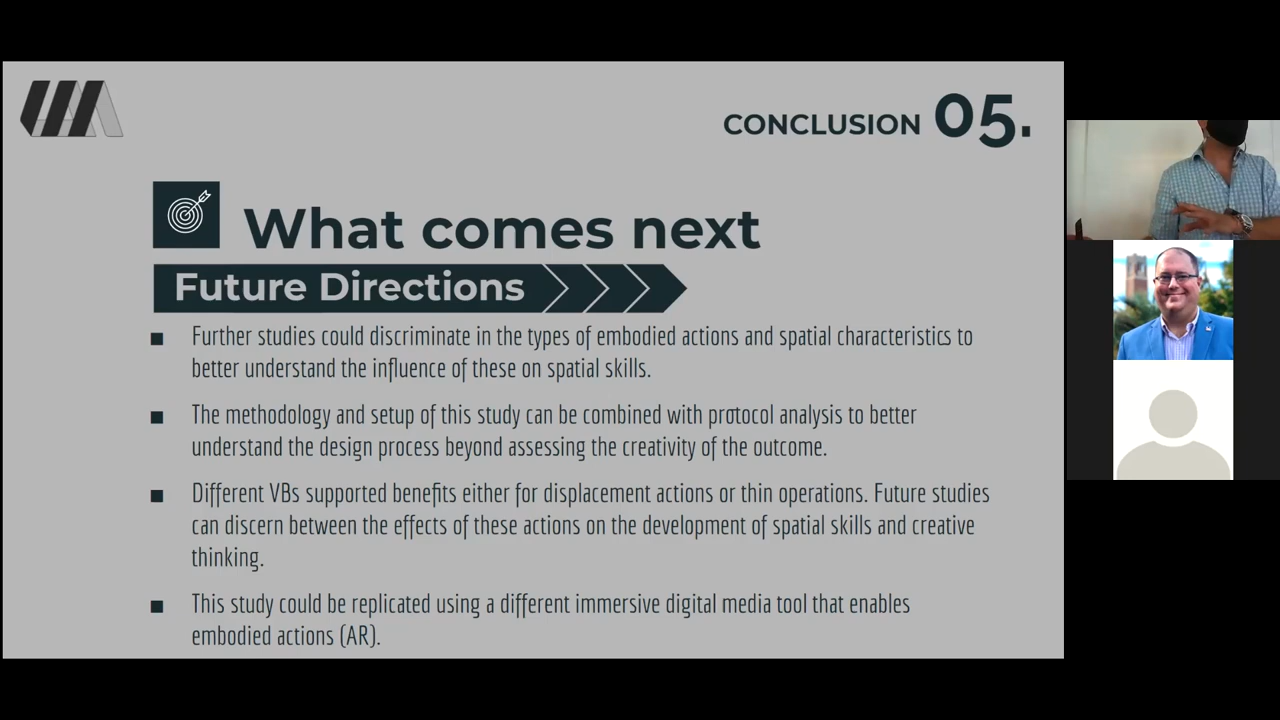 CONCLUSION 05.
What comes next
Future Directions
▪ Further studies could discriminate in the types of embodied actions and spatial characteristics to
better understand the influence of these on spatial skills.
▪ The methodology and setup of this study can be combined with protocol analysis to better
understand the design process beyond assessing the creativity of the outcome.
▪ Different VBs supported benefits either for displacement actions or thin operations. Future studies
can discern between the effects of these actions on the development of spatial skills and creative
thinking.
▪ This study could be replicated using a different immersive digital media tool that enables
embodied actions (AR).